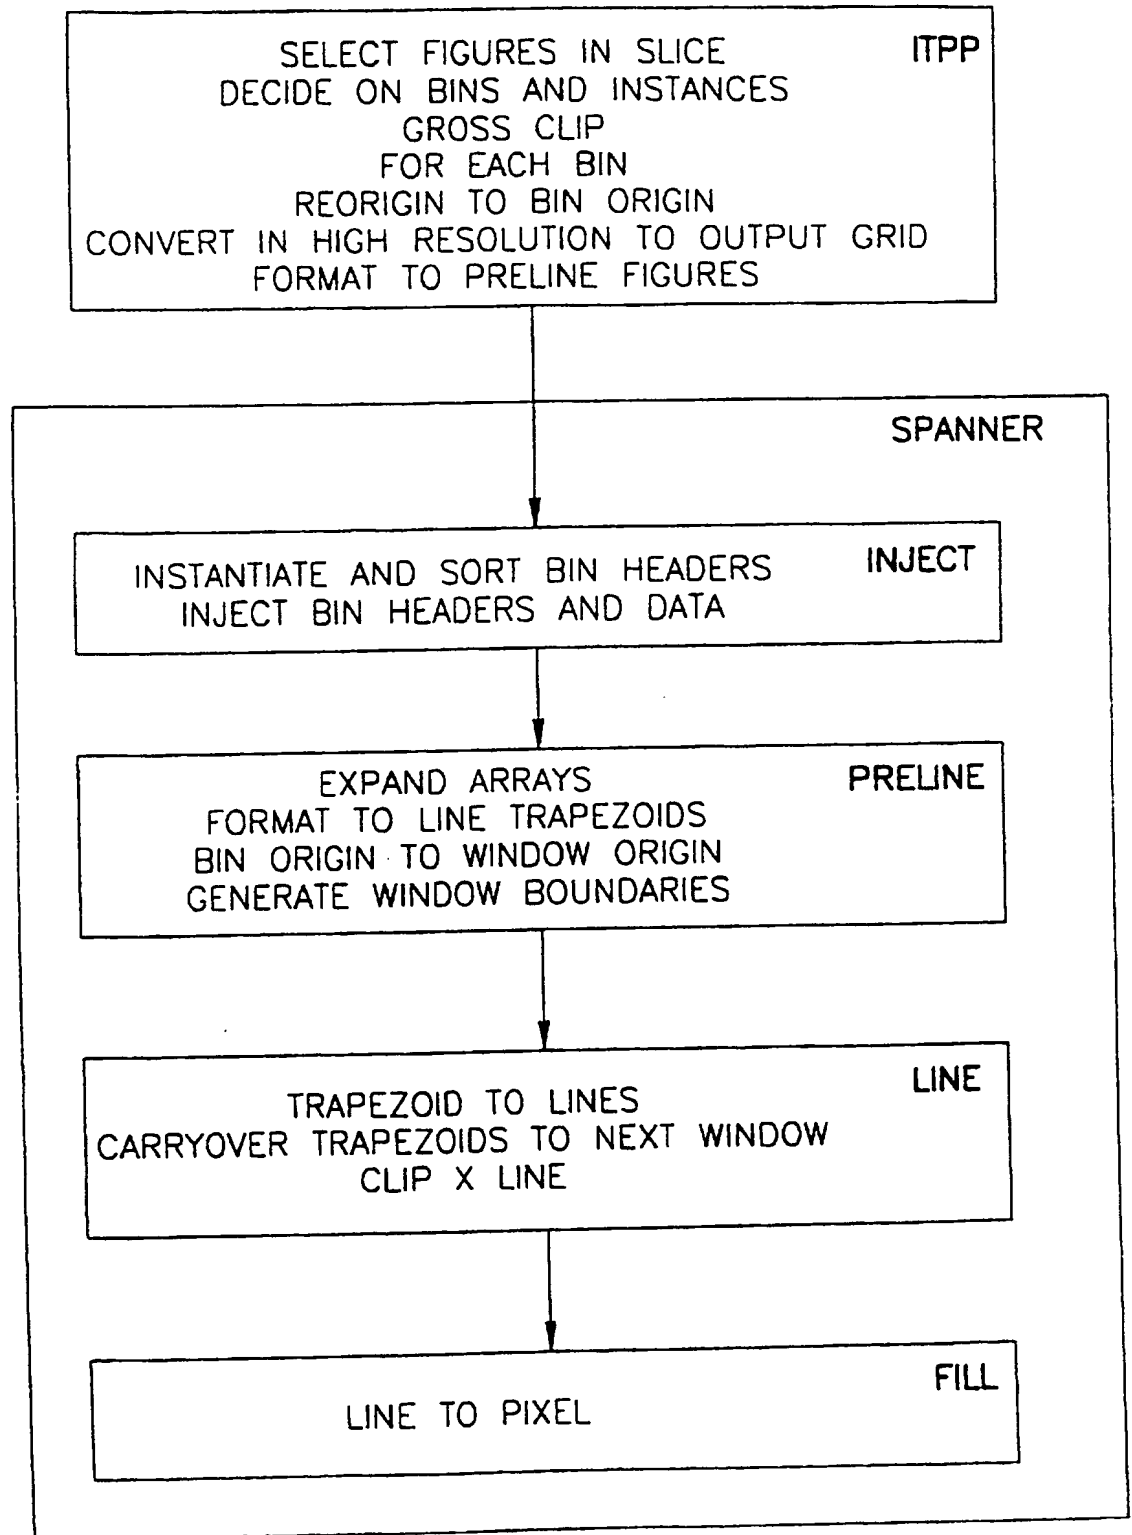 ITPP
SELECT FIGURES IN SLICE
DECIDE ON BINS AND INSTANCES
GROSS CLIP
FOR EACH BIN
REORIGIN TO BIN ORIGIN
CONVERT IN HIGH RESOLUTION TO OUTPUT GRID
FORMAT TO PRELINE FIGURES
SPANNER
INJECT
INSTANTIATE AND SORT BIN HEADERS
INJECT BIN HEADERS AND DATA
PRELINE
EXPAND ARRAYS
FORMAT TO LINE TRAPEZOIDS
BIN ORIGIN TO WINDOW ORIGIN
GENERATE WINDOW BOUNDARIES
LINE
TRAPEZOID TO LINES
CARRYOVER TRAPEZOIDS TO NEXT WINDOW
CLIP X LINE
FILL
LINE TO PIXEL